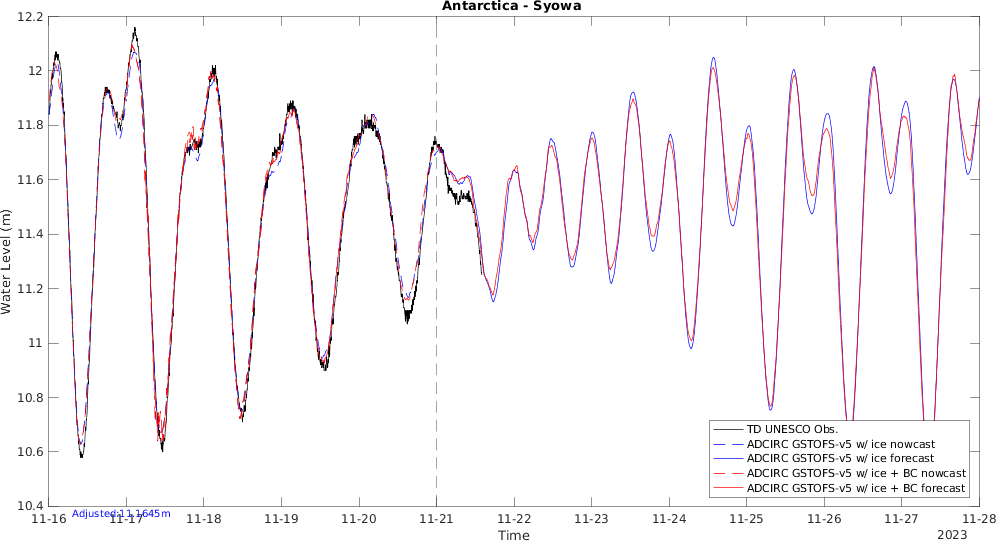 Antarctica - Syowa
Water Level (m)
12.2
12
11.8
11.6
11.4
11.2
11
10.8
10.6
10.4
11-16
11-17
11-18
11-19
11-20
11-21
11-22
11-23
11-24
11-25
11-26
11-27
11-28
Adjusted:11.1645m
Time
2023
TD UNESCO Obs.
ADCIRC GSTOFS-v5 w/ ice nowcast
ADCIRC GSTOFS-v5 w/ ice forecast
ADCIRC GSTOFS-v5 w/ ice + BC nowcast
ADCIRC GSTOFS-v5 w/ ice + BC forecast